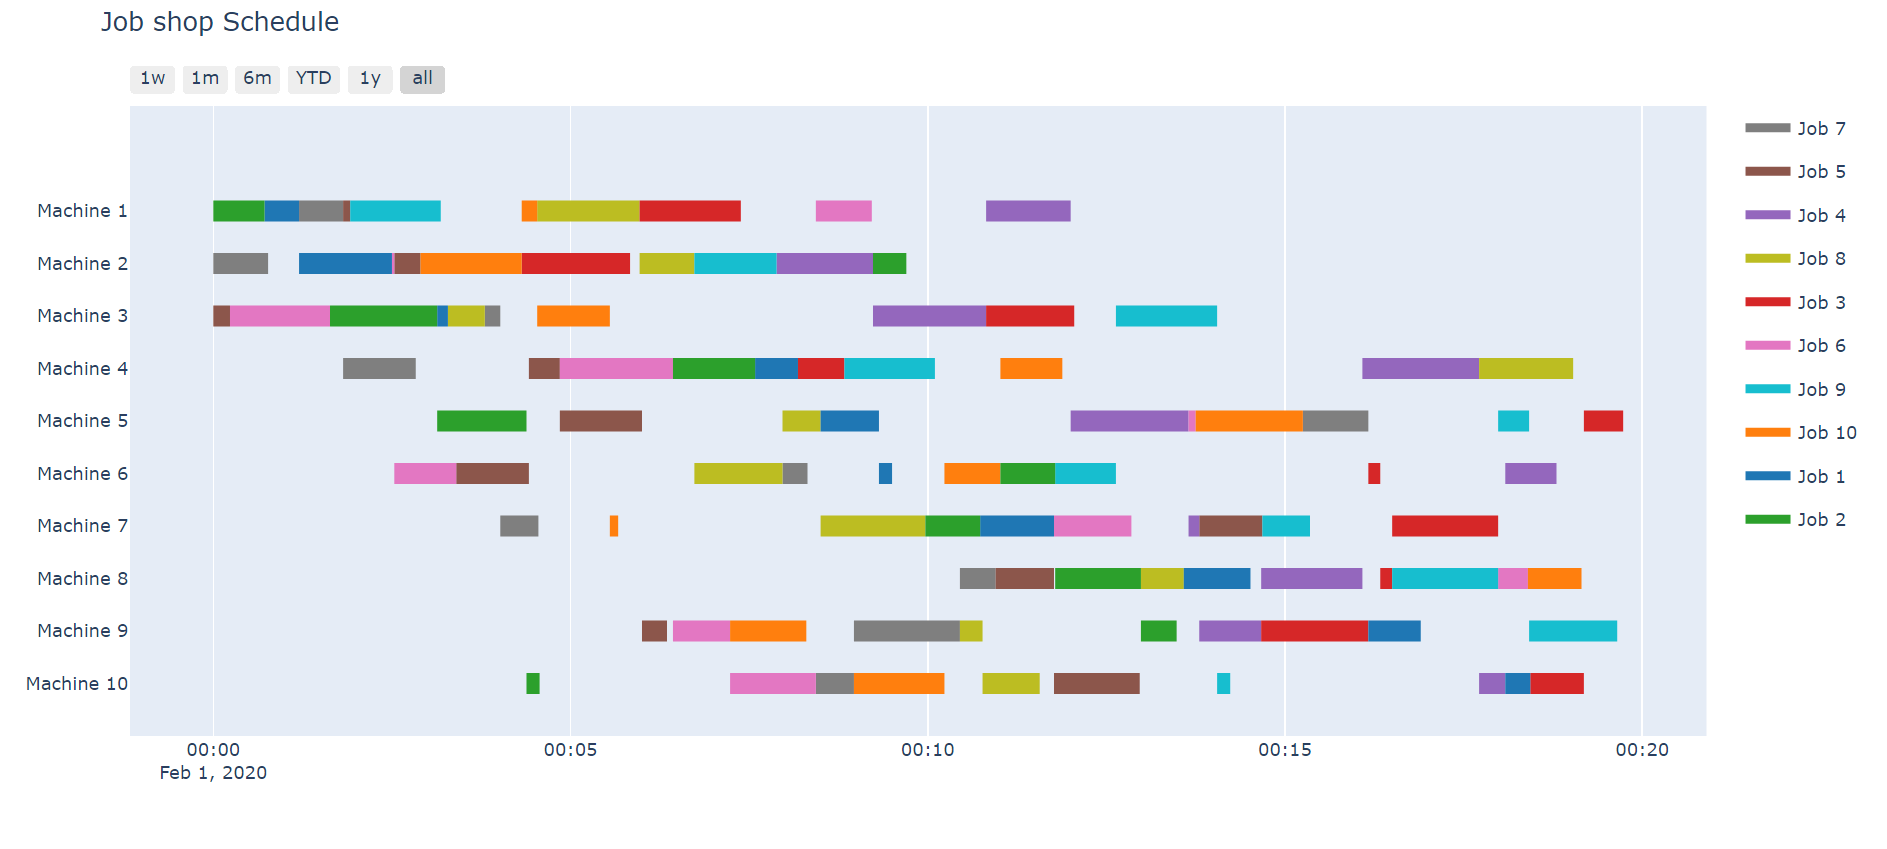 Job shop Schedule
1w 1m 6m YTD 1y all
Machine 1
Machine 2
Machine 3
Machine 4
Machine 5
Machine 6
Machine 7
Machine 8
Machine 9
Machine 10
00:00 00:05 00:10 00:15 00:20
Feb 1, 2020
Job 7
Job 5
Job 4
Job 8
Job 3
Job 6
Job 9
Job 10
Job 1
Job 2